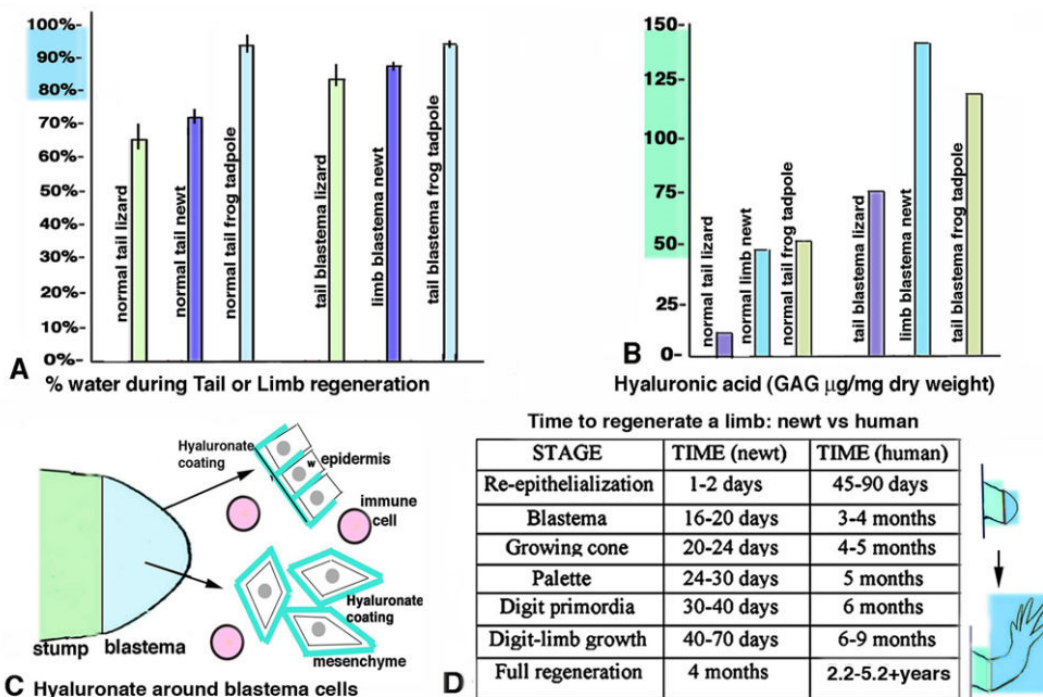 100%-
90%-
80%-
70%-
60%-
50%-
40%-
30%-
20%-
10%-
0%-
normal tail lizard
normal tail newt
normal tail frog tadpole
tail blastema lizard
limb blastema newt
tail blastema frog tadpole
A
% water during Tail or Limb regeneration
150-
125-
100-
75-
50-
25-
0-
normal tail lizard
normal limb newt
normal tail frog tadpole
tail blastema lizard
limb blastema newt
tail blastema frog tadpole
B
Hyaluronic acid (GAG µg/mg dry weight)
Hyaluronate
coating
w
epidermis
immune
cell
Hyaluronate
coating
mesenchyme
stump
blastema
C Hyaluronate around blastema cells
Time to regenerate a limb: newt vs human
STAGE TIME (newt) TIME (human)
Re-epithelialization 1-2 days 45-90 days
Blastema 16-20 days 3-4 months
Growing cone 20-24 days 4-5 months
Palette 24-30 days 5 months
Digit primordia 30-40 days 6 months
Digit-limb growth 40-70 days 6-9 months
Full regeneration 4 months 2.2-5.2+years
D